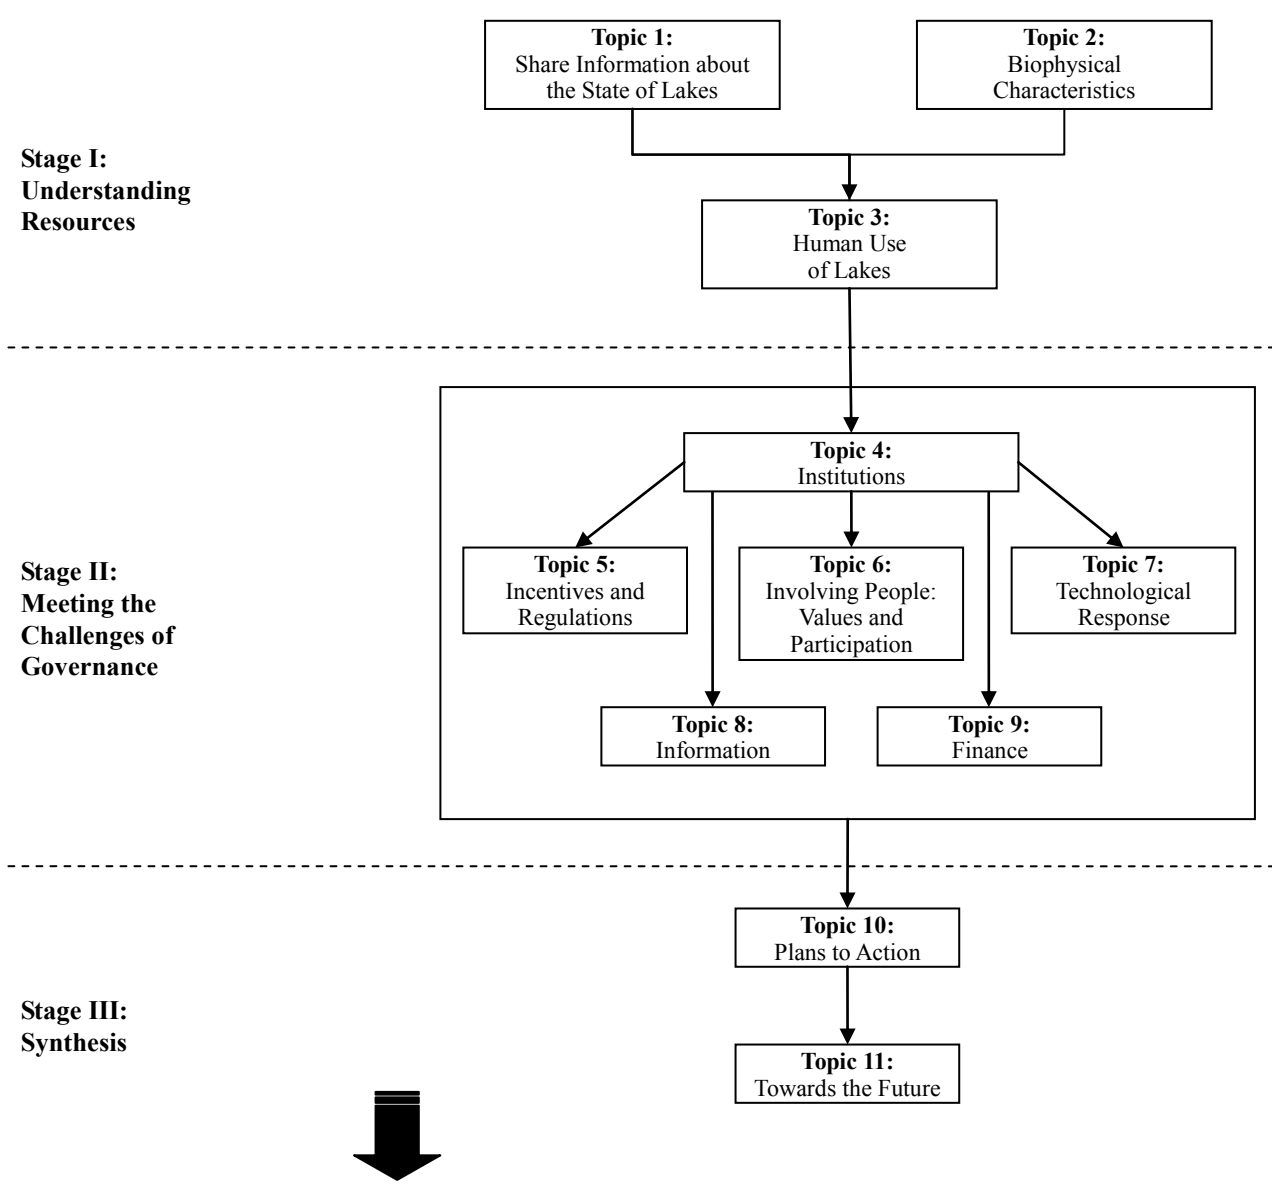 Topic 1:
Share Information about
the State of Lakes
Topic 2:
Biophysical
Characteristics
Stage I:
Understanding
Resources
Topic 3:
Human Use
of Lakes
Topic 4:
Institutions
Stage II:
Meeting the
Challenges of
Governance
Topic 5:
Incentives and
Regulations
Topic 6:
Involving People:
Values and
Participation
Topic 7:
Technological
Response
Topic 8:
Information
Topic 9:
Finance
Topic 10:
Plans to Action
Stage III:
Synthesis
Topic 11:
Towards the Future